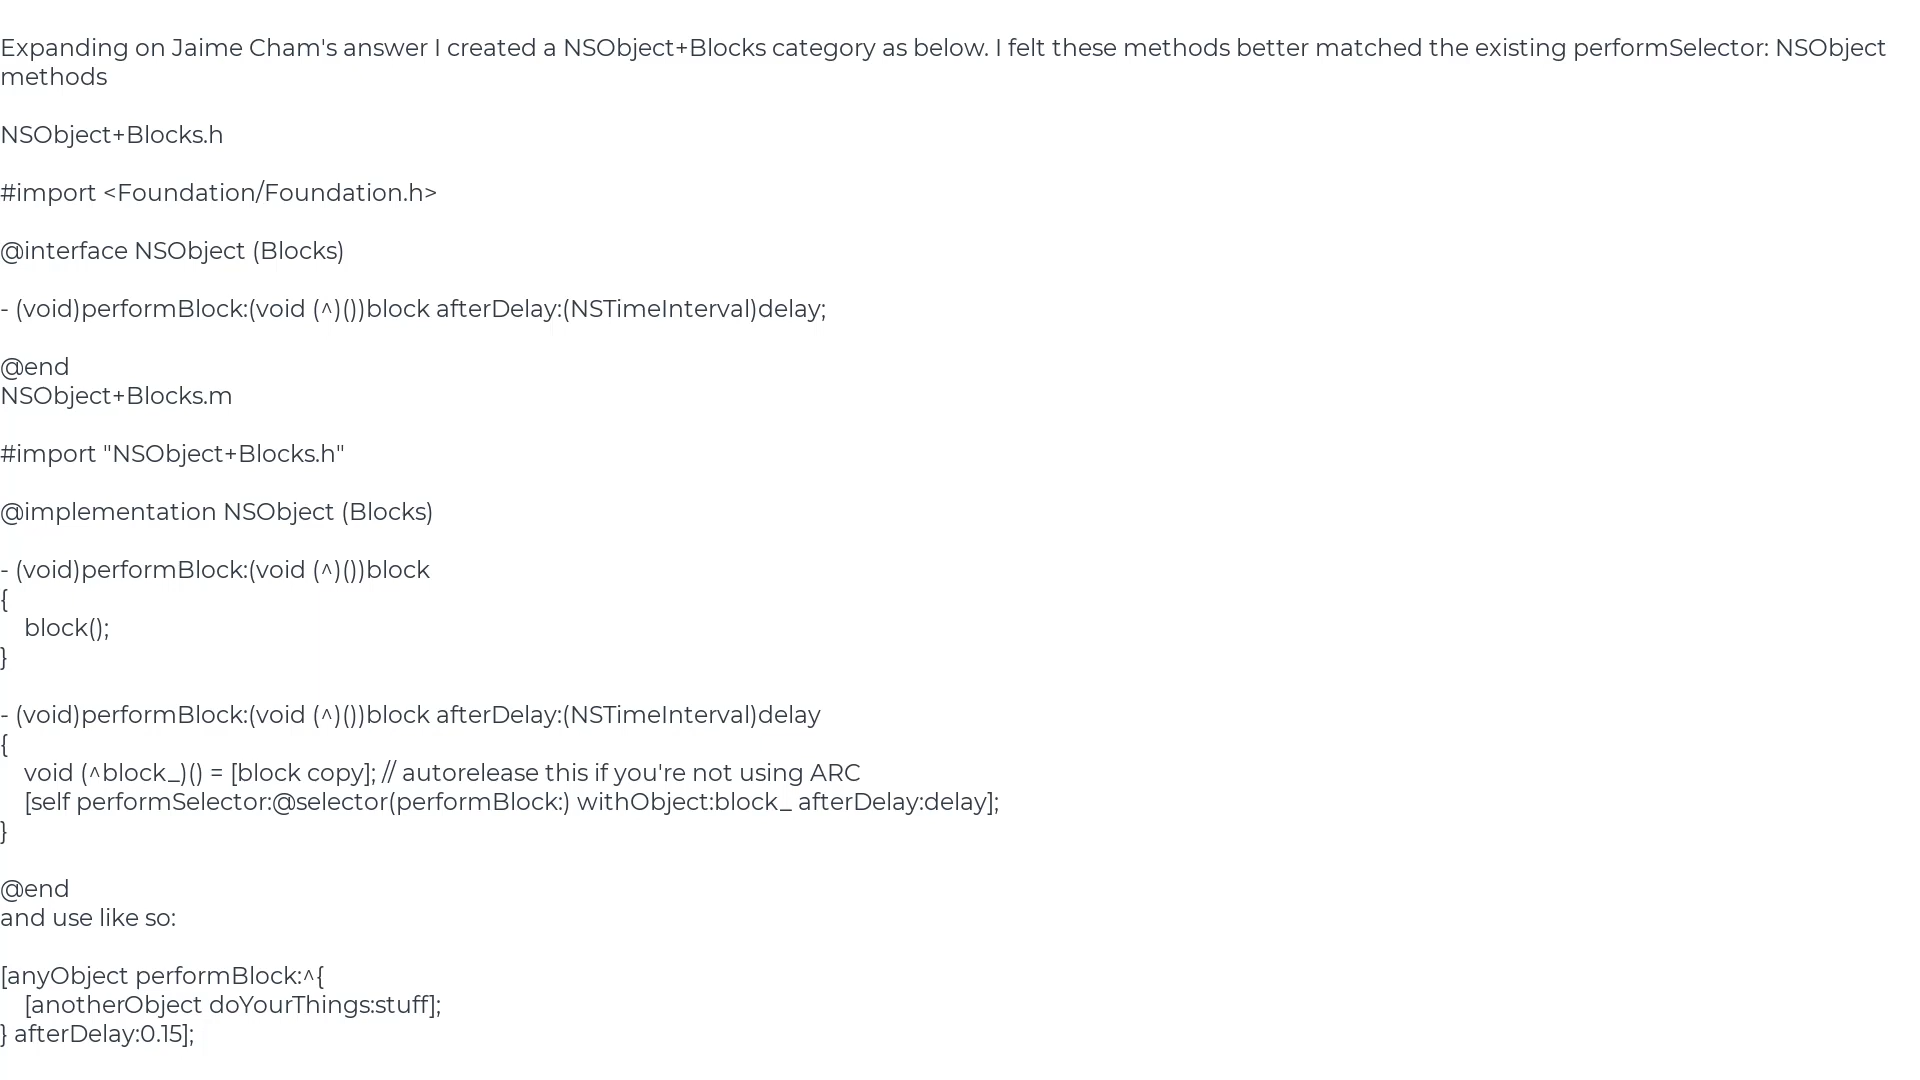 Expanding on Jaime Cham's answer I created a NSObject+Blocks category as below. I felt these methods better matched the existing performSelector: NSObject
methods
NSObject+Blocks.h
#import <Foundation/Foundation.h>
@interface NSObject (Blocks)
- (void)performBlock:(void (^)())block afterDelay:(NSTimeInterval)delay;
@end
NSObject+Blocks.m
#import "NSObject+Blocks.h"
@implementation NSObject (Blocks)
- (void)performBlock:(void (^)())block
{
    block();
}
- (void)performBlock:(void (^)())block afterDelay:(NSTimeInterval)delay
{
    void (^block_)() = [block copy]; // autorelease this if you're not using ARC
    [self performSelector:@selector(performBlock:) withObject:block_ afterDelay:delay];
}
@end
and use like so:
[anyObject performBlock:^{
    [anotherObject doYourThings:stuff];
} afterDelay:0.15];